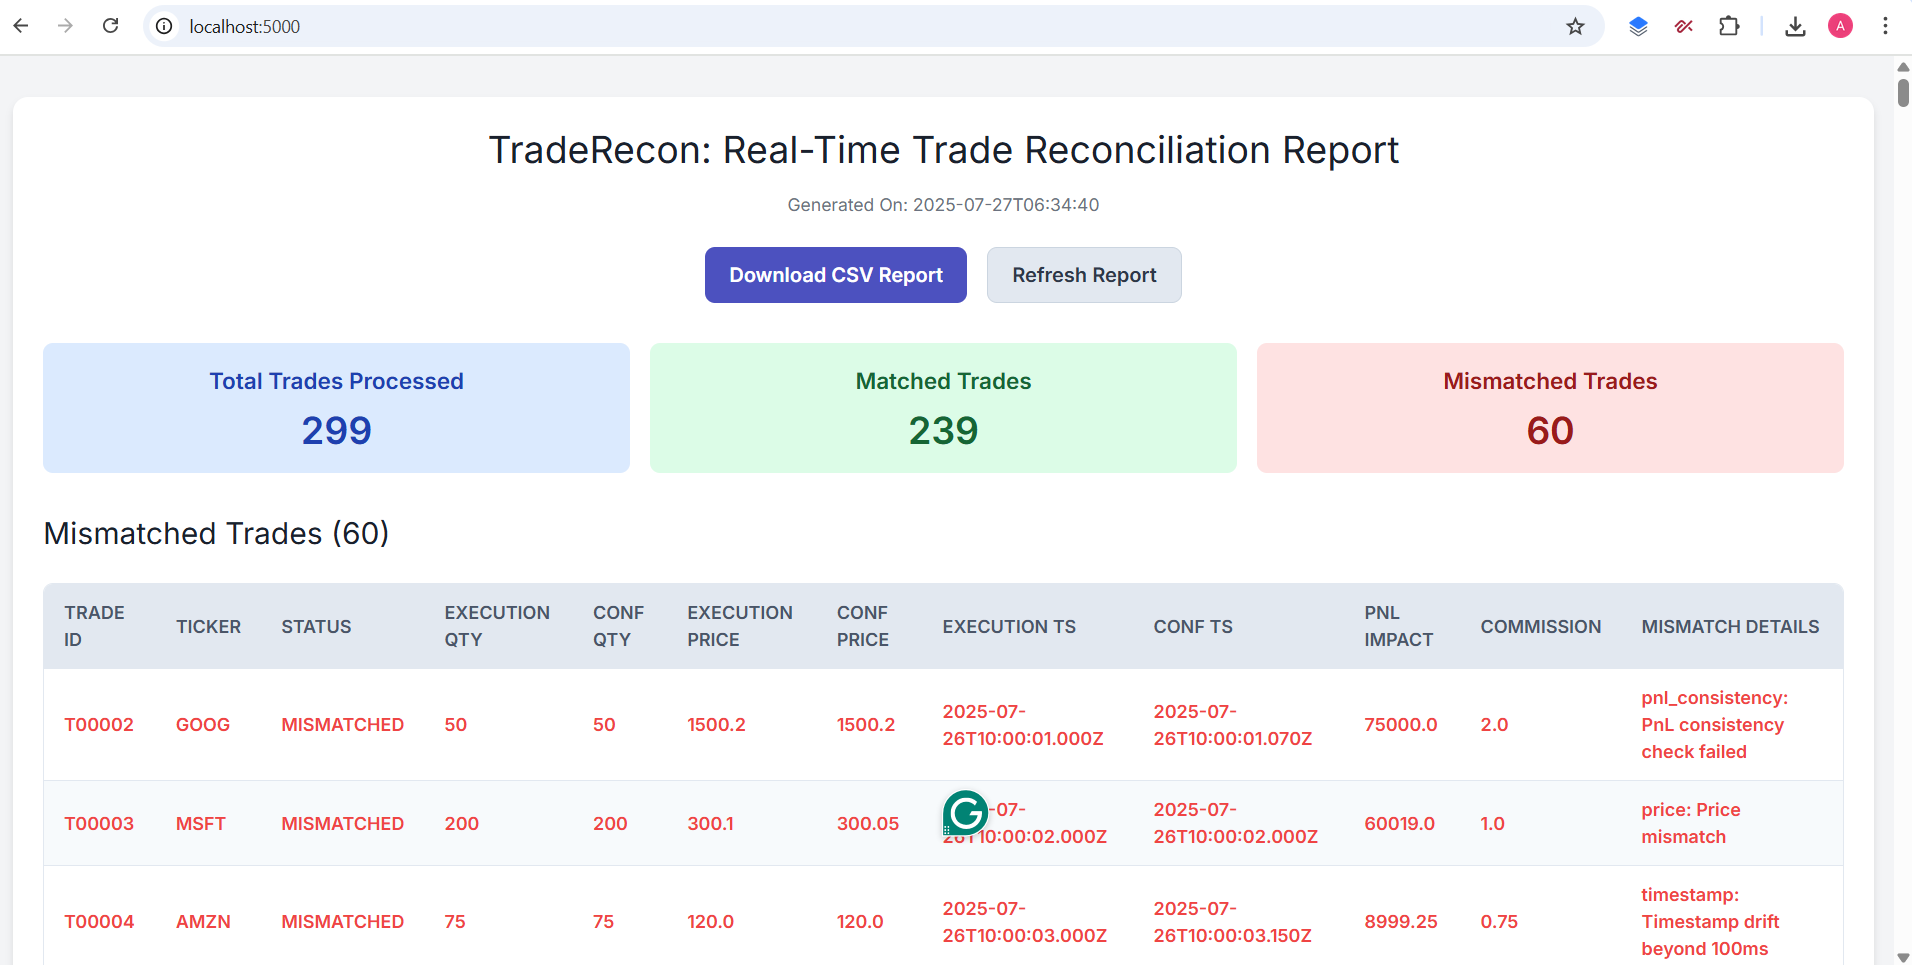 localhost:5000
A
TradeRecon: Real-Time Trade Reconciliation Report
Generated On: 2025-07-27T06:34:40
Download CSV Report
Refresh Report
Total Trades Processed
299
Matched Trades
239
Mismatched Trades
60
Mismatched Trades (60)
TRADE ID
TICKER
STATUS
EXECUTION QTY
CONF QTY
EXECUTION PRICE
CONF PRICE
EXECUTION TS
CONF TS
PNL IMPACT
COMMISSION
MISMATCH DETAILS
T00002
GOOG
MISMATCHED
50
50
1500.2
1500.2
2025-07-
26T10:00:01.000Z
2025-07-
26T10:00:01.070Z
75000.0
2.0
pnl_consistency:
PnL consistency
check failed
T00003
MSFT
MISMATCHED
200
200
300.1
300.05
-07-
26T10:00:02.000Z
2025-07-
26T10:00:02.000Z
60019.0
1.0
price: Price
mismatch
T00004
AMZN
MISMATCHED
75
75
120.0
120.0
2025-07-
26T10:00:03.000Z
2025-07-
26T10:00:03.150Z
8999.25
0.75
timestamp:
Timestamp drift
beyond 100ms